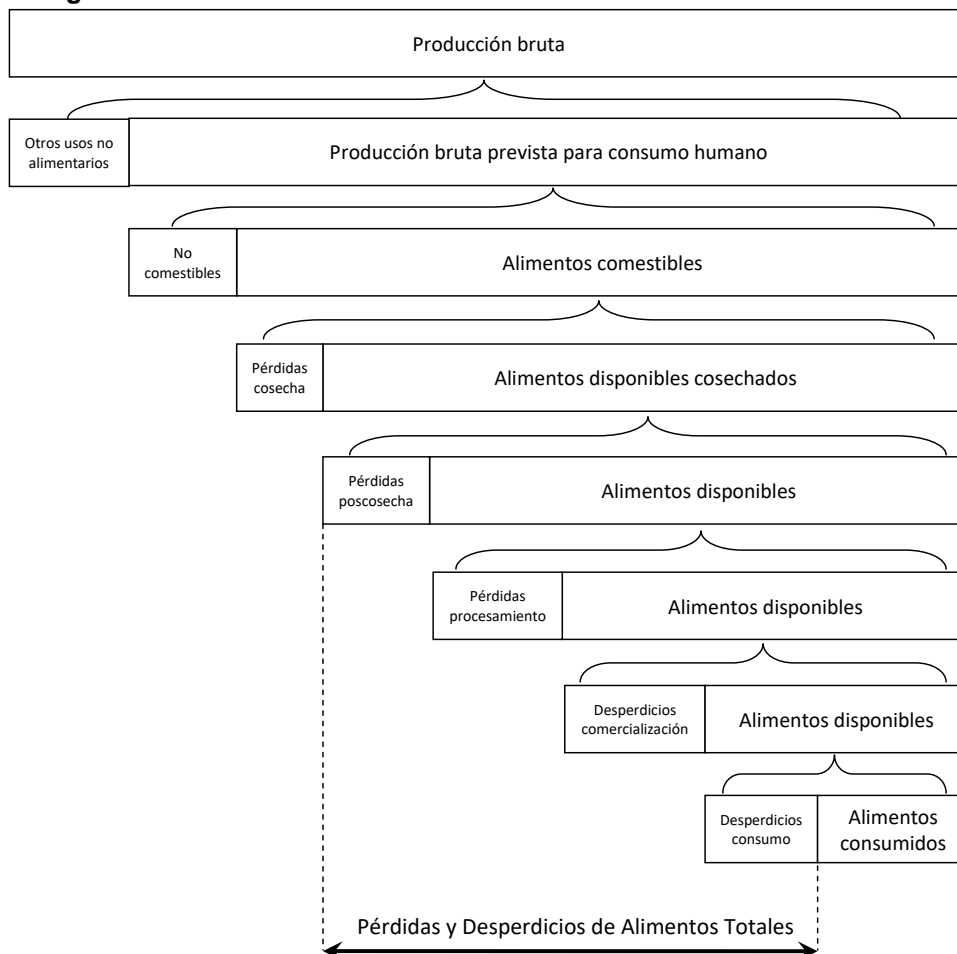 Producción bruta
Otros usos no
alimentarios
Producción bruta prevista para consumo humano
No
comestibles
Alimentos comestibles
Pérdidas
cosecha
Alimentos disponibles cosechados
Pérdidas
poscosecha
Alimentos disponibles
Pérdidas
procesamiento
Alimentos disponibles
Desperdicios
comercialización
Alimentos disponibles
Desperdicios
consumo
Alimentos
consumidos
Pérdidas y Desperdicios de Alimentos Totales